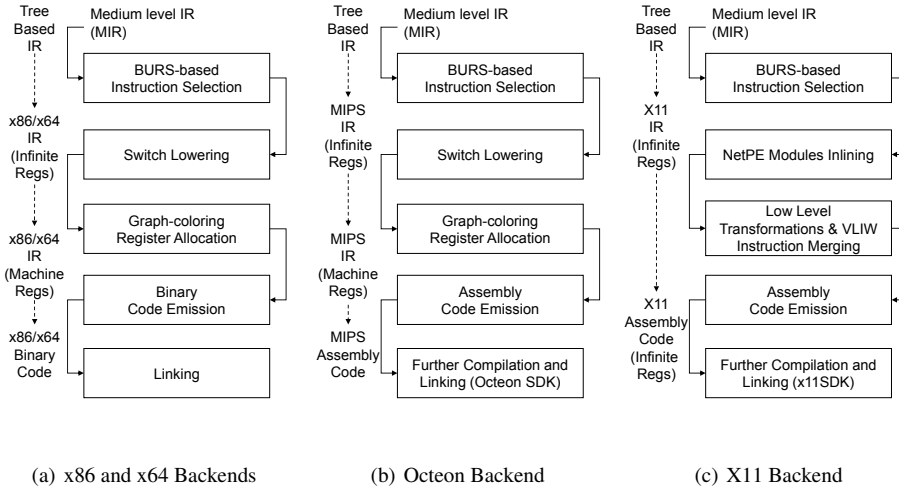 Tree
Based
IR
Medium level IR
(MIR)
BURS-based
Instruction Selection
x86/x64
IR
(Infinite
Regs)
Switch Lowering
Graph-coloring
Register Allocation
x86/x64
IR
(Machine
Regs)
Binary
Code Emission
x86/x64
Binary
Code
Linking
(a) x86 and x64 Backends
Tree
Based
IR
Medium level IR
(MIR)
BURS-based
Instruction Selection
MIPS
IR
(Infinite
Regs)
Switch Lowering
Graph-coloring
Register Allocation
MIPS
IR
(Machine
Regs)
Assembly
Code Emission
MIPS
Assembly
Code
Further Compilation and
Linking (Octeon SDK)
(b) Octeon Backend
Tree
Based
IR
Medium level IR
(MIR)
BURS-based
Instruction Selection
X11
IR
(Infinite
Regs)
NetPE Modules Inlining
Low Level
Transformations & VLIW
Instruction Merging
Assembly
Code Emission
X11
Assembly
Code
(Infinite
Regs)
Further Compilation and
Linking (x11SDK)
(c) X11 Backend